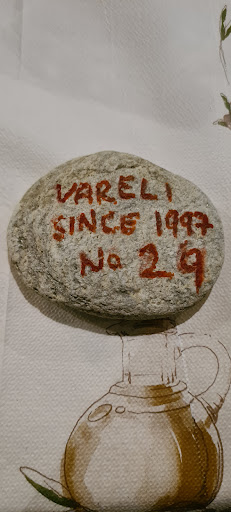 VARELI
SINCE 1997
No 29